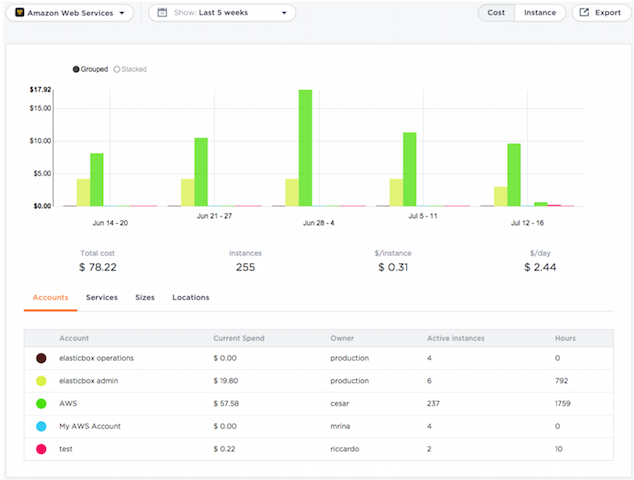 Amazon Web Services
Show: Last 5 weeks
Cost Instance
Export
Grouped Stacked
$17.92
$15.00
$10.00
$5.00
$0.00
Jun 14 - 20 Jun 21 - 27 Jun 28 - 4 Jul 5 - 11 Jul 12 - 16
Total cost Instances $/instance $/day
$ 78.22 255 $ 0.31 $ 2.44
Accounts Services Sizes Locations
Account Current Spend Owner Active instances Hours
elasticbox operations $ 0.00 production 4 0
elasticbox admin $ 19.80 production 6 792
AWS $ 57.58 cesar 237 1759
My AWS Account $ 0.00 mrina 4 0
test $ 0.22 riccardo 2 10